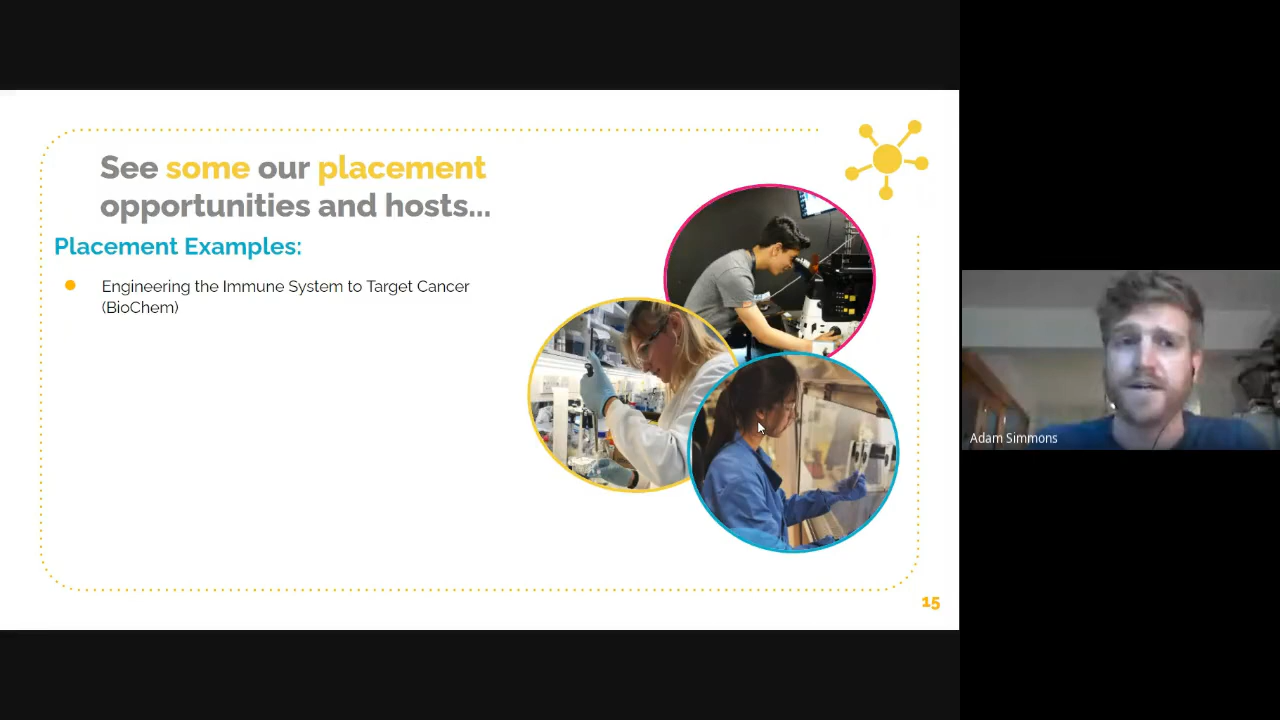 See some our placement
opportunities and hosts...
Placement Examples:
Engineering the Immune System to Target Cancer
(BioChem)
15
Adam Simmons